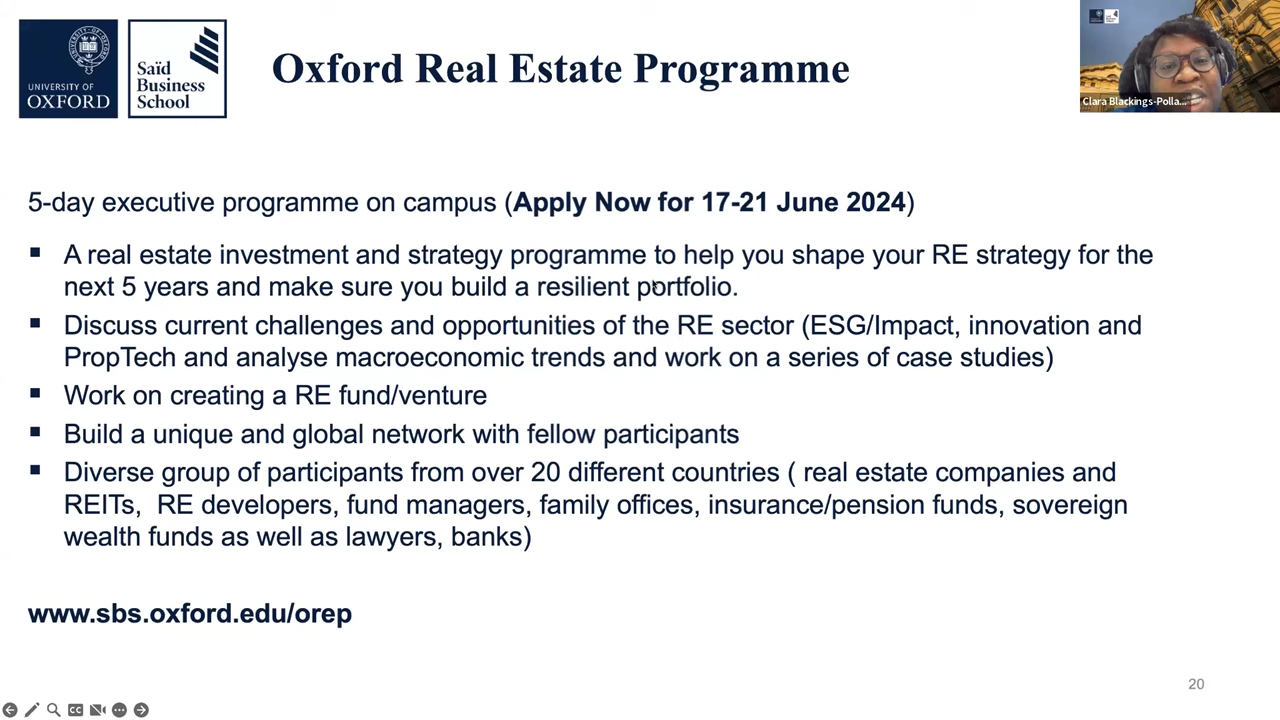 UNIVERSITY OF
OXFORD
Saïd
Business
School
Oxford Real Estate Programme
Clara Blackings-Polla...
5-day executive programme on campus (Apply Now for 17-21 June 2024)
▪ A real estate investment and strategy programme to help you shape your RE strategy for the
next 5 years and make sure you build a resilient portfolio.
▪ Discuss current challenges and opportunities of the RE sector (ESG/Impact, innovation and
PropTech and analyse macroeconomic trends and work on a series of case studies)
▪ Work on creating a RE fund/venture
▪ Build a unique and global network with fellow participants
▪ Diverse group of participants from over 20 different countries ( real estate companies and
REITs, RE developers, fund managers, family offices, insurance/pension funds, sovereign
wealth funds as well as lawyers, banks)
www.sbs.oxford.edu/orep
20
CC